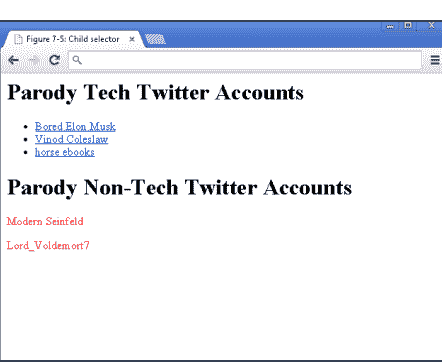 Figure 7-5: Child selector
Parody Tech Twitter Accounts
Bored Elon Musk
Vinod Coleslaw
horse ebooks
Parody Non-Tech Twitter Accounts
Modern Seinfeld
Lord_Voldemort7